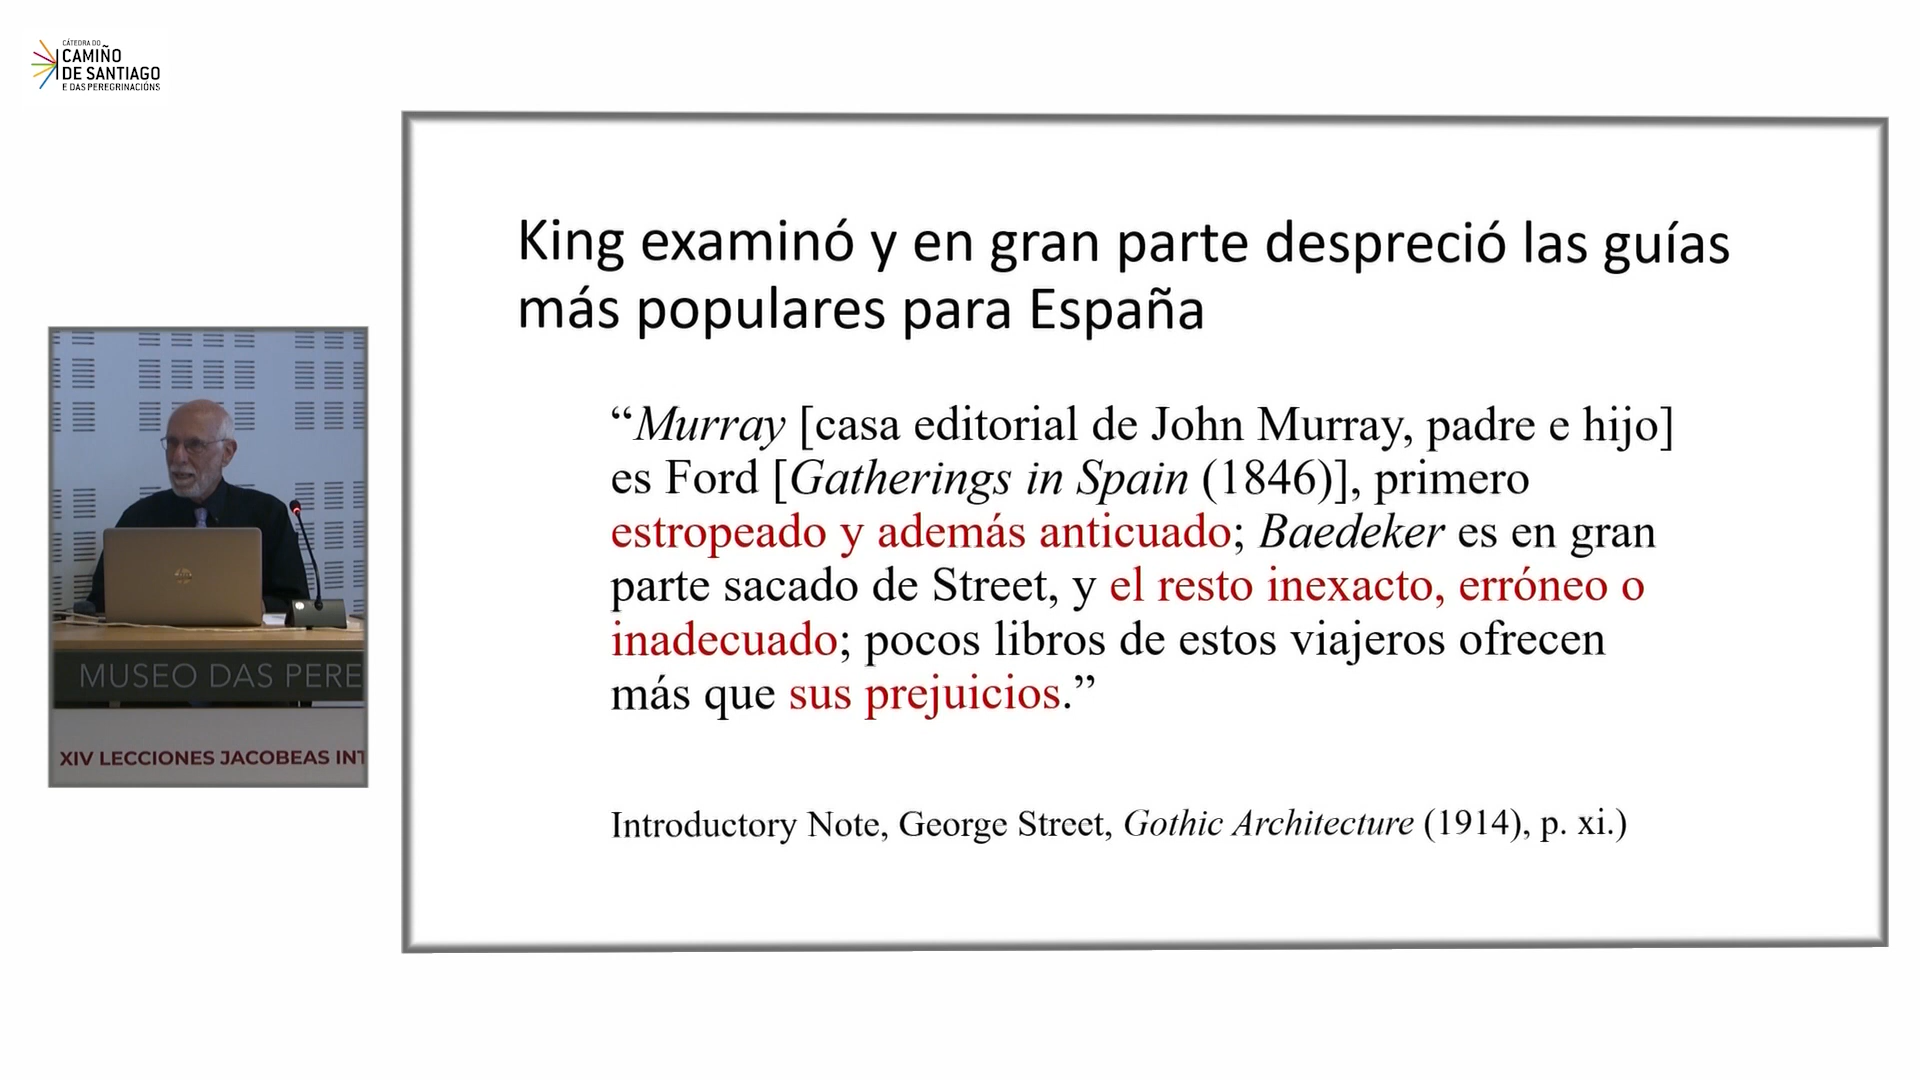 CÁTEDRA DO
CAMIÑO
DE SANTIAGO
E DAS PEREGRINACIÓNS
King examinó y en gran parte despreció las guías
más populares para España
“Murray [casa editorial de John Murray, padre e hijo]
es Ford [Gatherings in Spain (1846)], primero
estropeado y además anticuado; Baedeker es en gran
parte sacado de Street, y el resto inexacto, erróneo o
inadecuado; pocos libros de estos viajeros ofrecen
más que sus prejuicios.”
Introductory Note, George Street, Gothic Architecture (1914), p. xi.)
MUSEO DAS PERE
XIV LECCIONES JACOBEAS INT